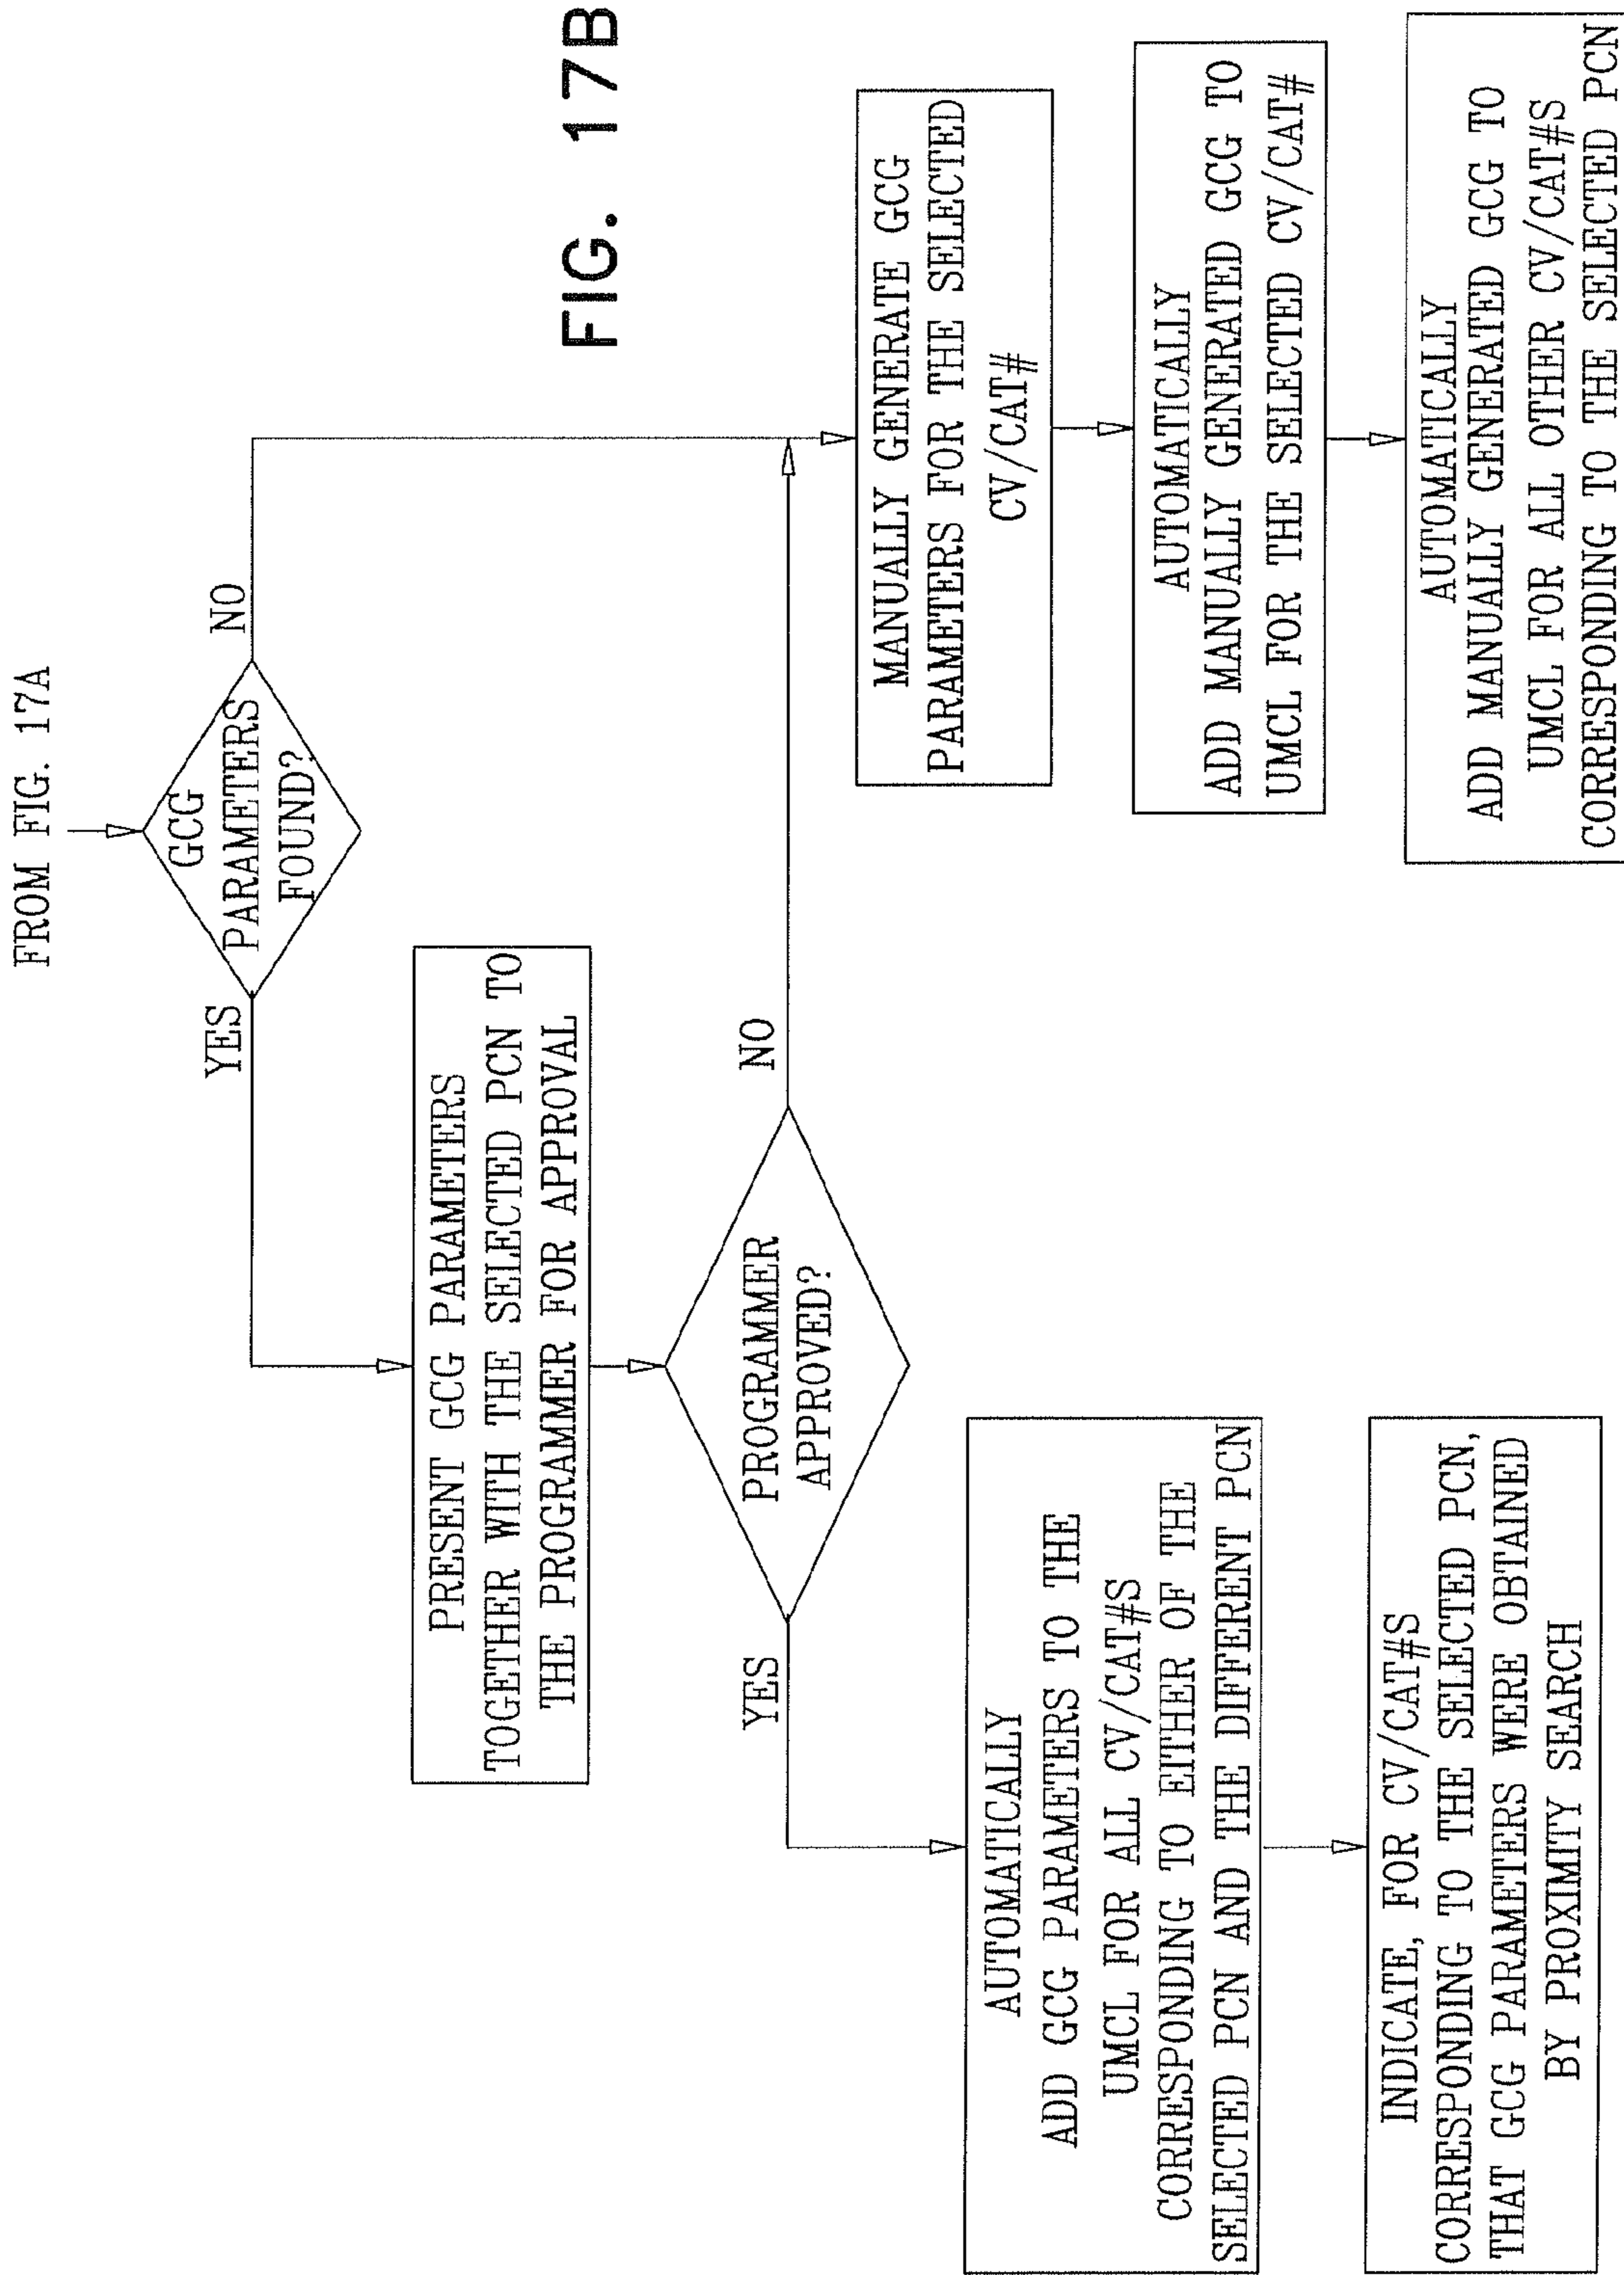 FROM FIG. 17A
GCG
PARAMETERS
FOUND?
YES
NO
PRESENT GCG PARAMETERS
TOGETHER WITH THE SELECTED PCN TO
THE PROGRAMMER FOR APPROVAL
PROGRAMMER
APPROVED?
YES
NO
AUTOMATICALLY
ADD GCG PARAMETERS TO THE
UMCL FOR ALL CV/CAT#S
CORRESPONDING TO EITHER OF THE
SELECTED PCN AND THE DIFFERENT PCN
INDICATE, FOR CV/CAT#S
CORRESPONDING TO THE SELECTED PCN,
THAT GCG PARAMETERS WERE OBTAINED
BY PROXIMITY SEARCH
FIG. 17B
MANUALLY GENERATE GCG
PARAMETERS FOR THE SELECTED
CV/CAT#
AUTOMATICALLY
ADD MANUALLY GENERATED GCG TO
UMCL FOR THE SELECTED CV/CAT#
AUTOMATICALLY
ADD MANUALLY GENERATED GCG TO
UMCL FOR ALL OTHER CV/CAT#S
CORRESPONDING TO THE SELECTED PCN